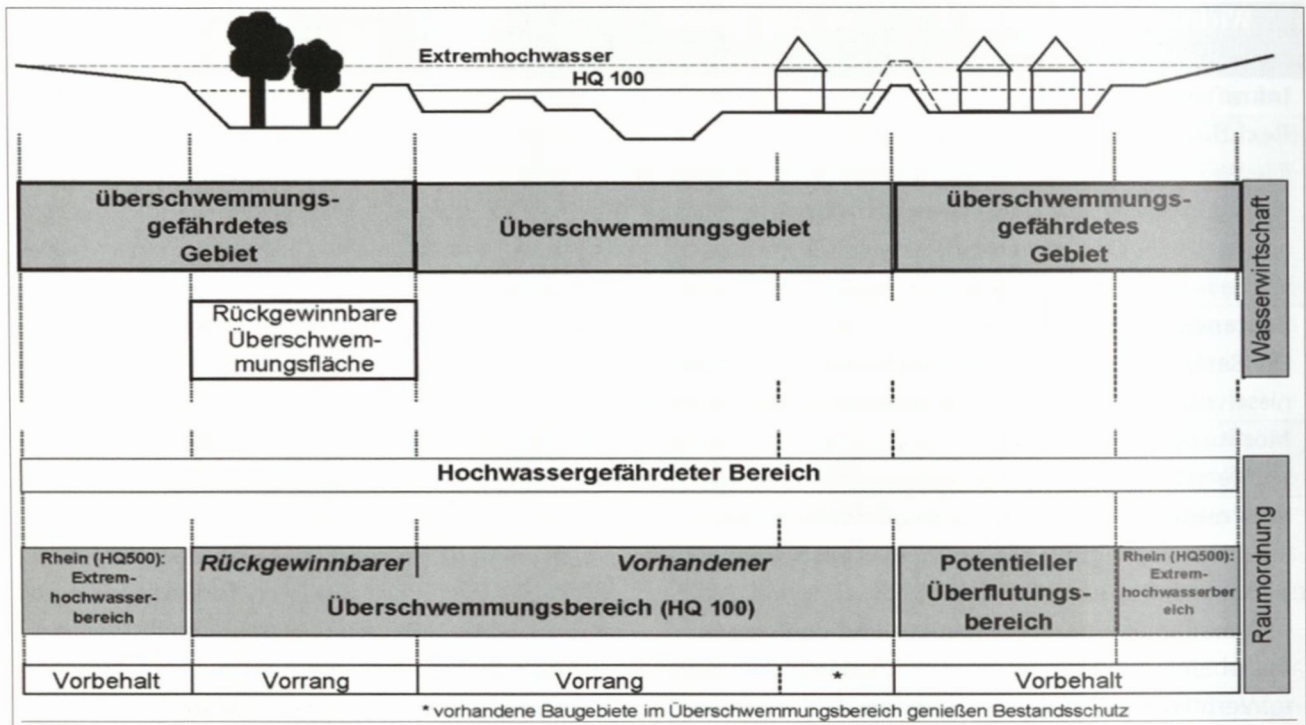 Extremhochwasser
HQ 100
überschwemmungs-
gefährdetes
Gebiet
Überschwemmungsgebiet
überschwemmungs-
gefährdetes
Gebiet
Wasserwirtschaft
Rückgewinnbare
Überschwem-
mungsfläche
Hochwassergefährdeter Bereich
Raumordnung
Rhein (HQ500):
Extrem-
hochwasser-
bereich
Rückgewinnbarer
Vorhandener
Überschwemmungsbereich (HQ 100)
Potentieller
Überflutungs-
bereich
Rhein (HQ500):
Extrem-
hochwasserber
eich
Vorbehalt
Vorrang
Vorrang
*
Vorbehalt
* vorhandene Baugebiete im Überschwemmungsbereich genießen Bestandsschutz